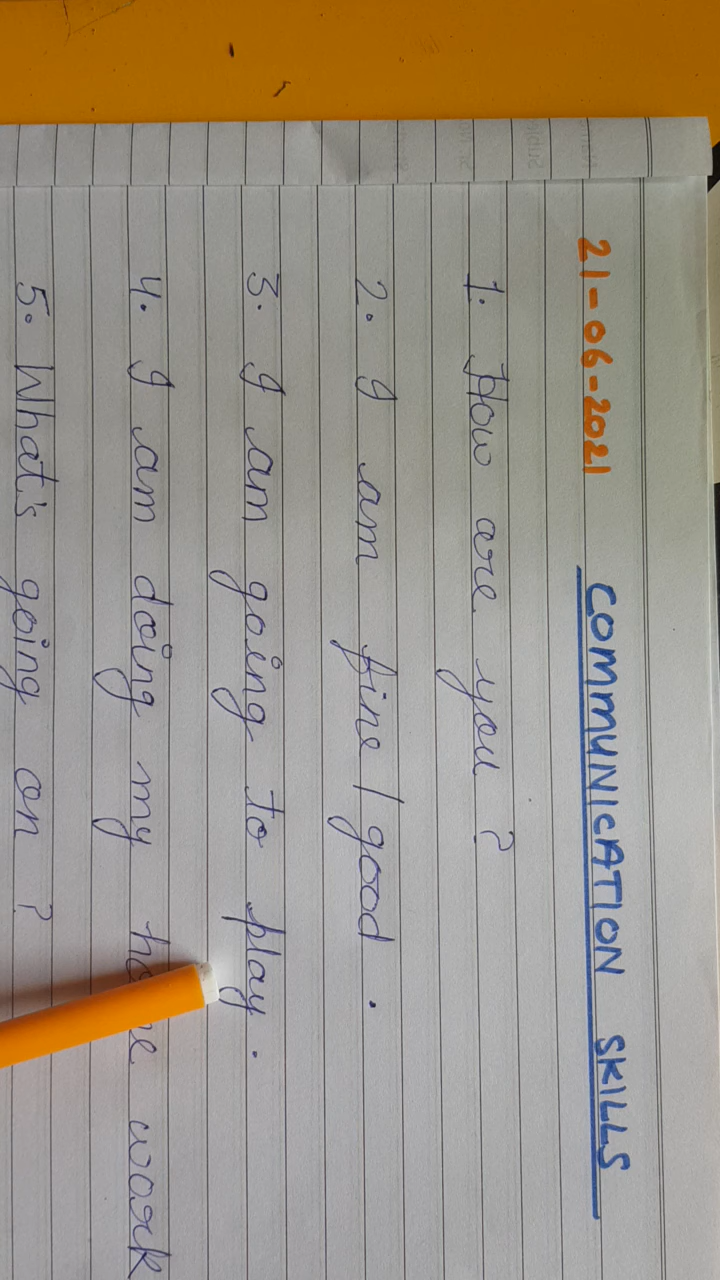 21-06-2021 COMMUNICATION SKILLS
1. How are you ?
2. I am fine / good .
3. I am going to play .
4. I am doing my home work
5. What's going on ?